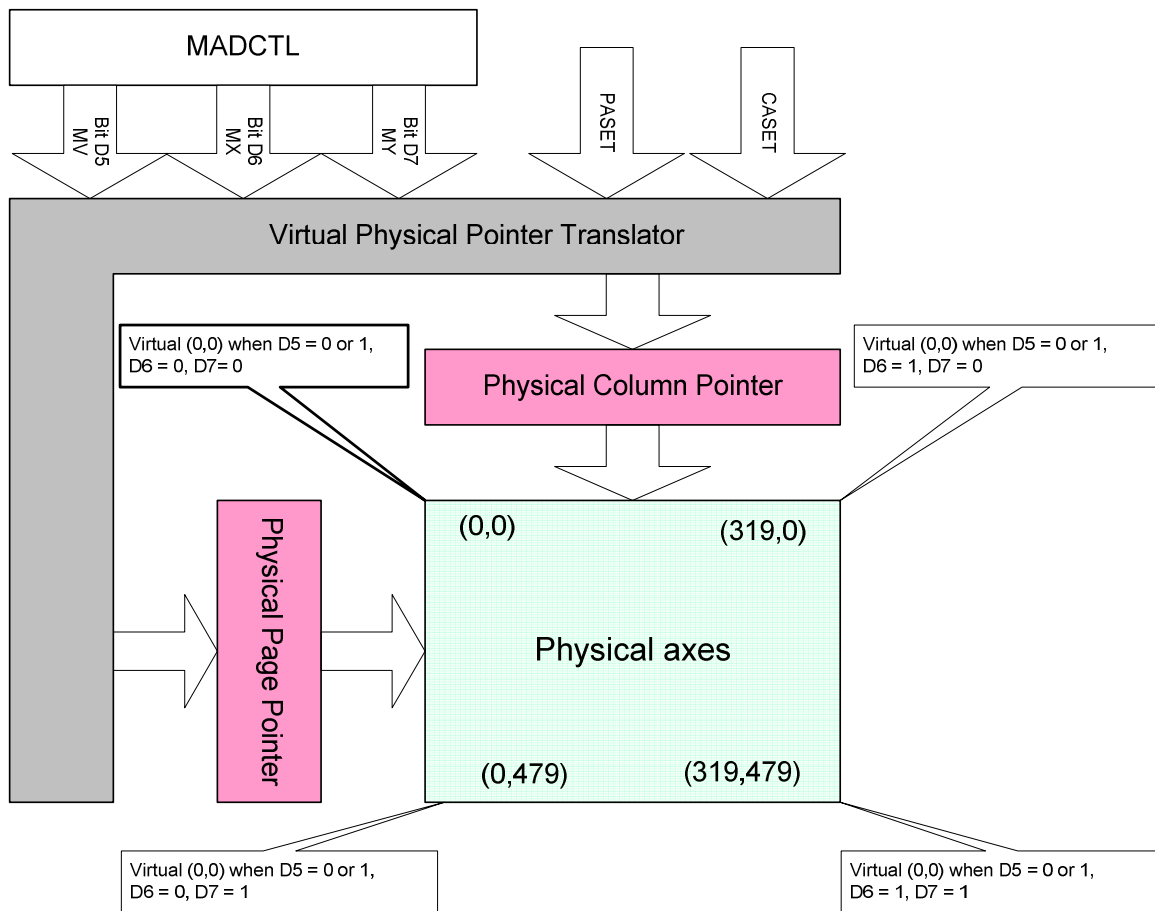 MADCTL
Bit D5
MV
Bit D6
MX
Bit D7
MY
PASET
CASET
Virtual Physical Pointer Translator
Virtual (0,0) when D5 = 0 or 1,
D6 = 0, D7= 0
Physical Column Pointer
Virtual (0,0) when D5 = 0 or 1,
D6 = 1, D7 = 0
Physical Page Pointer
(0,0)
(319,0)
Physical axes
(0,479)
(319,479)
Virtual (0,0) when D5 = 0 or 1,
D6 = 0, D7 = 1
Virtual (0,0) when D5 = 0 or 1,
D6 = 1, D7 = 1